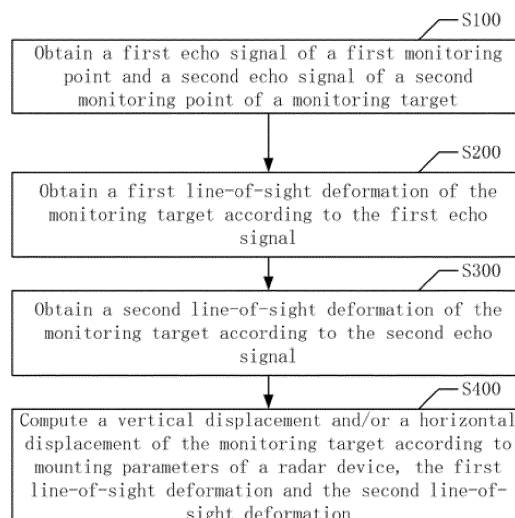 S100
Obtain a first echo signal of a first monitoring
point and a second echo signal of a second
monitoring point of a monitoring target
S200
Obtain a first line-of-sight deformation of the
monitoring target according to the first echo
signal
S300
Obtain a second line-of-sight deformation of the
monitoring target according to the second echo
signal
S400
Compute a vertical displacement and/or a horizontal
displacement of the monitoring target according to
mounting parameters of a radar device, the first
line-of-sight deformation and the second line-of-
sight deformation